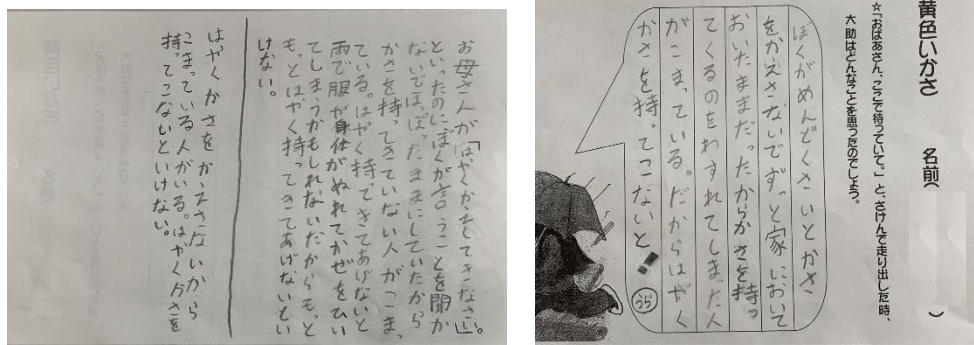 お母さんが「はやくかえしてきなさい」。
といったのにぼくが言うことを聞か
ないでほっぽったままにしていたから
かさを持ってきていない人がこまっ
ている。はやく持ってきてあげないと
雨で服が身体がぬれてかぜをひい
てしまうかもしれないだからもっと
もっとはやく持ってきてあげないとい
けない。
はやくかさをかえさないから
こまっている人がいる。はやくかさを
持ってこないといけない。
黄色いかさ 名前( )
☆「おばあさん、ここで待っていて。」と、さけんで走り出した時、
大助はどんなことを思ったのでしょう。
ぼくがめんどくさいとかさ
をかえさないでずっと家において
おいたままだったからかさを持っ
てくるのをわすれてしまった人
がこまっている。だからはやく
かさを持ってこないと!
うら